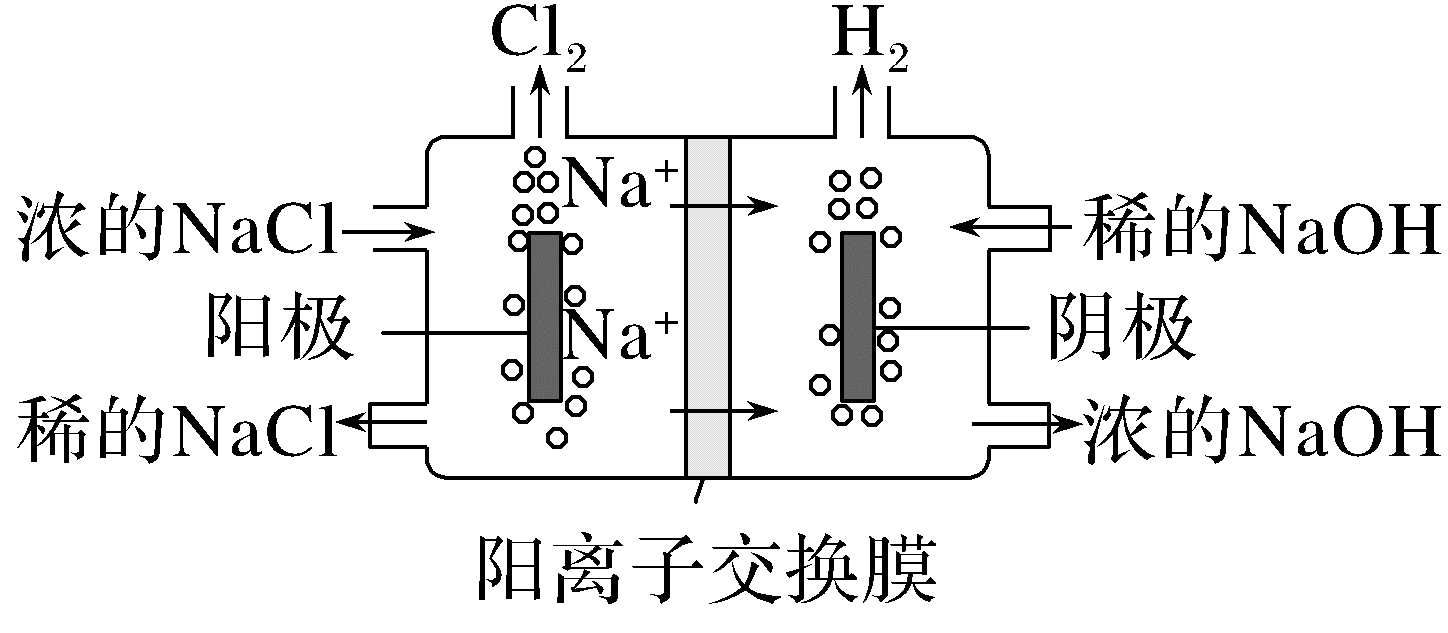 Cl₂ H₂
Na⁺
浓的NaCl 稀的NaOH
阳极 Na⁺ 阴极
稀的NaCl 浓的NaOH
阳离子交换膜